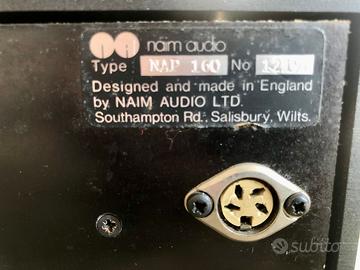 naim audio
Type NAP 160 No
Designed and made in England
by NAIM AUDIO LTD.
Southampton Rd., Salisbury, Wilts.
subito